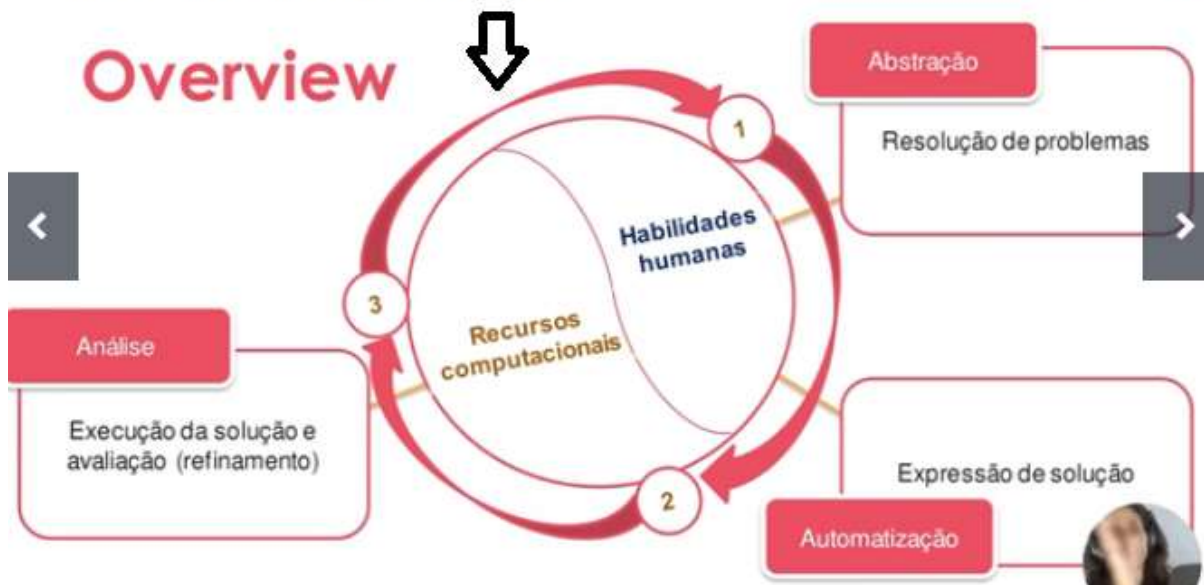 Overview
Abstração
Resolução de problemas
1
Habilidades
humanas
3
Recursos
computacionais
Análise
Execução da solução e
avaliação (refinamento)
2
Expressão de solução
Automatização